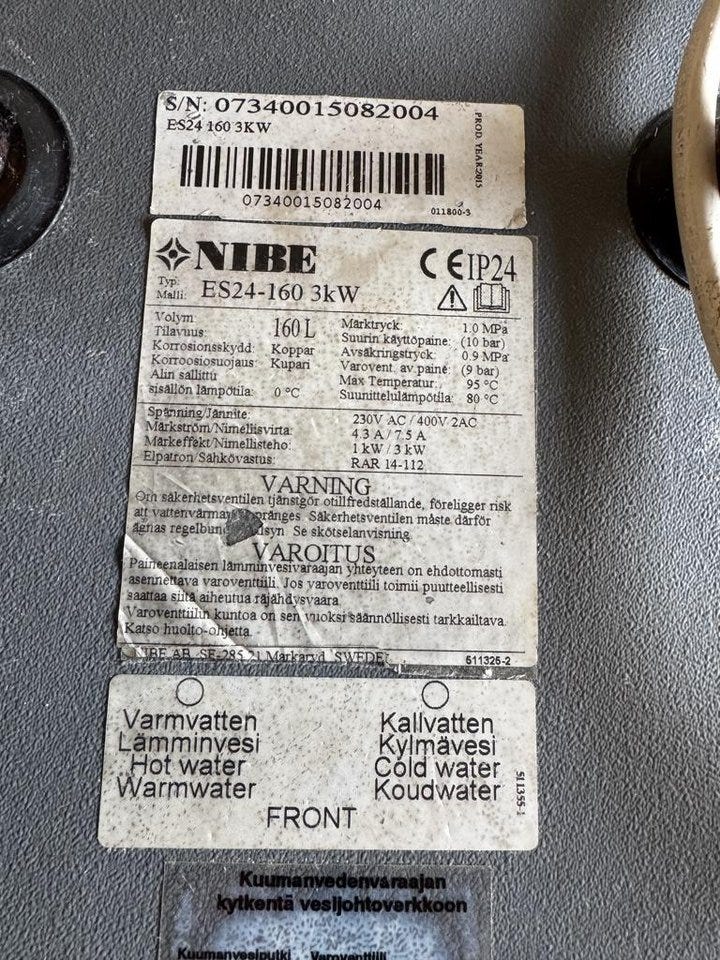 S/N: 07340015082004
ES24 160 3KW
PROD. YEAR2015
07340015082004
011800-3
NIBE
CE IP24
Typ:
Malli: ES24-160 3kW
Volym
Tilavuus: 160 L
Korrosionsskydd: Koppar
Korroosiosuojaus: Kupari
Alin sallittu
sisällön lämpötila: 0 °C
Märktryck: 1.0 MPa
Suurin käyttöpaine: (10 bar)
Avsäkringstryck: 0.9 MPa
Varovent. av.paine: (9 bar)
Max Temperatur: 95 °C
Suunittelulämpötila: 80 °C
Spänning/Jännite: 230V AC / 400V 2AC
Märkström/Nimellisvirta: 4.3 A / 7.5 A
Märkeffekt/Nimellisteho: 1 kW / 3 kW
Elpatron/Sähkövastus: RAR 14-112
VARNING
Om säkerhetsventilen tjänstgör otillfredställande, föreligger risk
att spränges. Säkerhetsventilen måste därför
ägnas Se skötselanvisning.
VAROITUS
Paineenalaisen lämminvesivaraajan yhteyteen on ehdottomasti
asennettava varoventtiili. Jos varoventtiili toimii puutteellisesti
saattaa siitä aiheutua räjähdysvaara.
Varoventtiilin kuntoa on sen vuoksi säännöllisesti tarkkailtava.
Katso huolto-ohjetta.
NIBE AB, SE-285 21 Markaryd, SWEDE
511325-2
Varmvatten
Lämminvesi
Hot water
Warmwater
Kallvatten
Kylmävesi
Cold water
Koudwater
FRONT
511355-1
Kuumanvedenvaraajan
kytkentä vesijohtoverkkoon
Kuumanvesiputki Varoventtiili